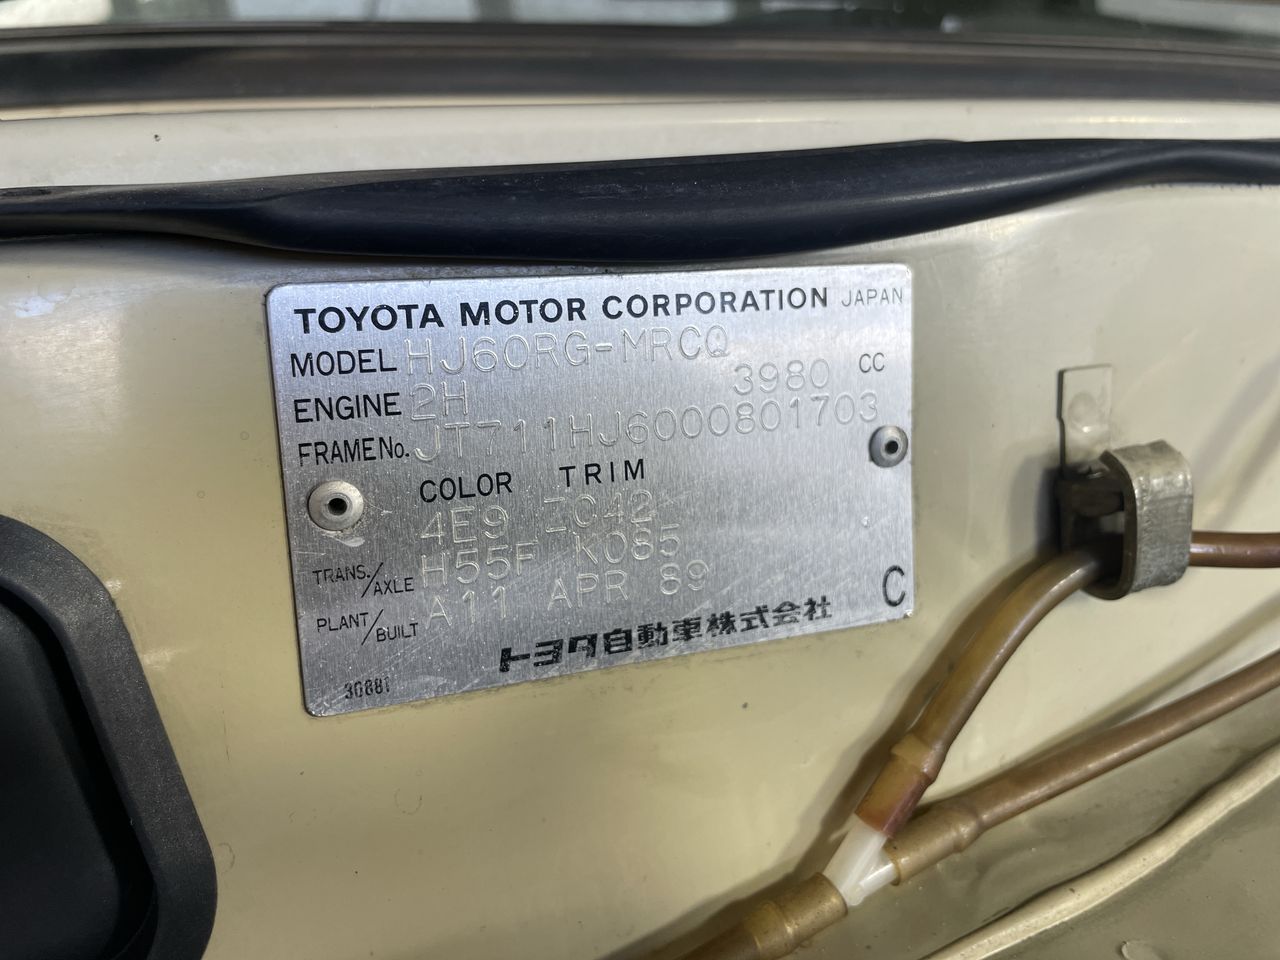 TOYOTA MOTOR CORPORATION JAPAN
MODEL HJ60RG-MRCQ
ENGINE 2H 3980 CC
FRAME No. JT711HJ6000801703
COLOR TRIM
4E9 ZC42
TRANS./AXLE H55F K085
PLANT/BUILT A11 APR 89
C
トヨタ自動車株式会社
30881